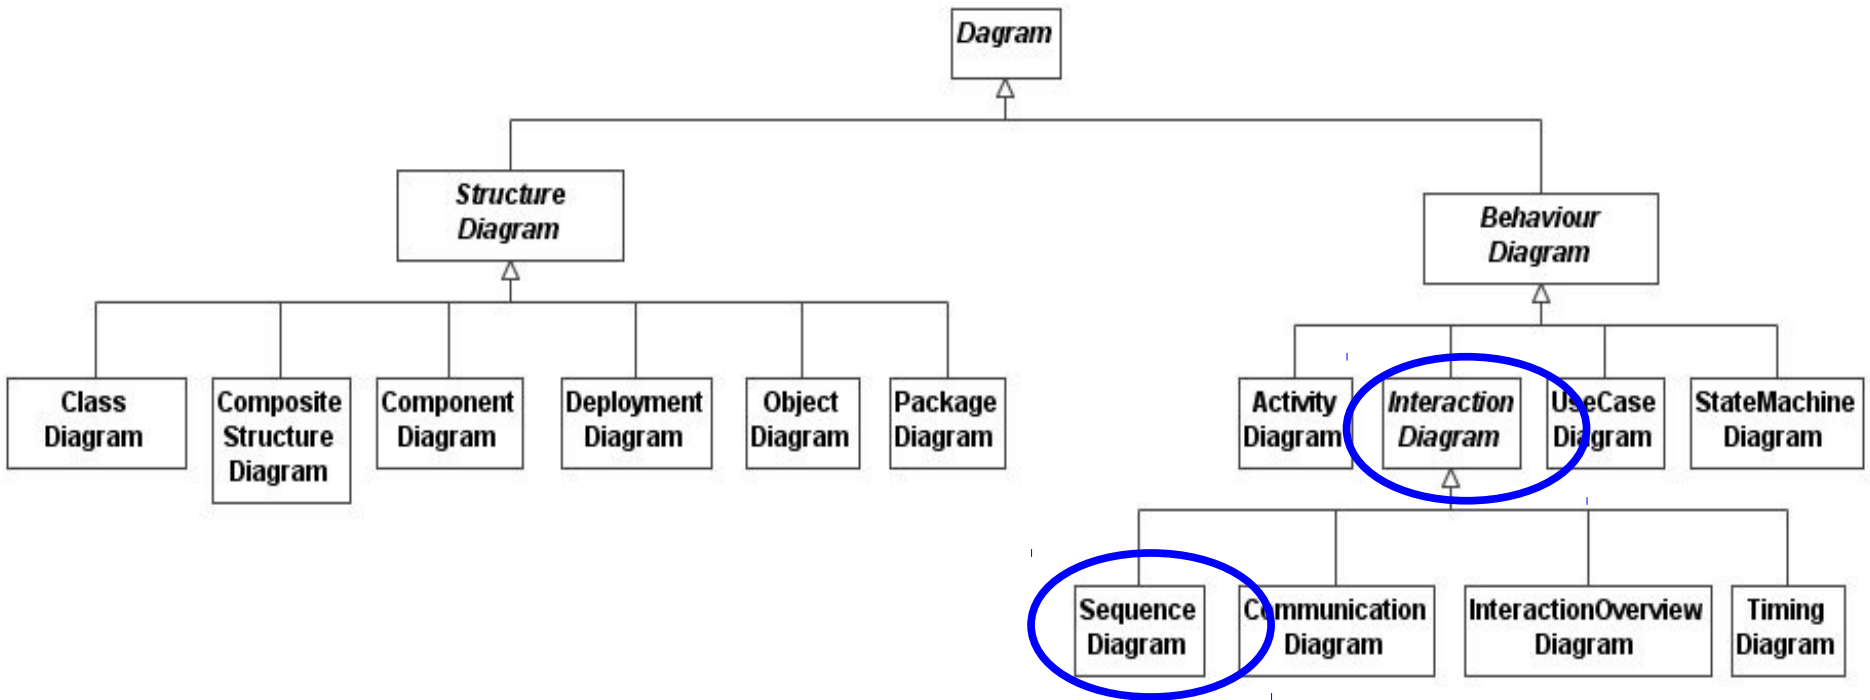 Dagram
Structure
Diagram
Behaviour
Diagram
Class
Diagram
Composite
Structure
Diagram
Component
Diagram
Deployment
Diagram
Object
Diagram
Package
Diagram
Activity
Diagram
Interaction
Diagram
UseCase
Diagram
StateMachine
Diagram
Sequence
Diagram
Communication
Diagram
InteractionOverview
Diagram
Timing
Diagram